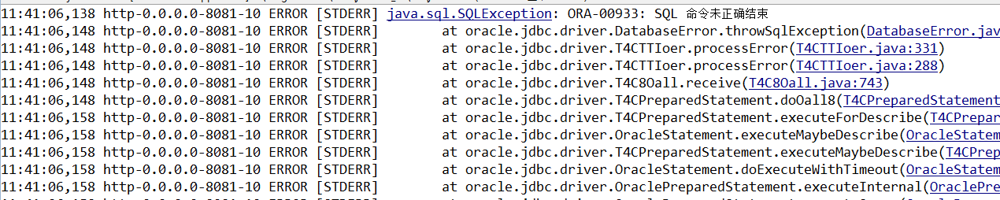 11:41:06,138 http-0.0.0.0-8081-10 ERROR [STDERR] java.sql.SQLException: ORA-00933: SQL 命令未正确结束
11:41:06,148 http-0.0.0.0-8081-10 ERROR [STDERR] at oracle.jdbc.driver.DatabaseError.throwSqlException(DatabaseError.jav
11:41:06,148 http-0.0.0.0-8081-10 ERROR [STDERR] at oracle.jdbc.driver.T4CTTIoer.processError(T4CTTIoer.java:331)
11:41:06,148 http-0.0.0.0-8081-10 ERROR [STDERR] at oracle.jdbc.driver.T4CTTIoer.processError(T4CTTIoer.java:288)
11:41:06,148 http-0.0.0.0-8081-10 ERROR [STDERR] at oracle.jdbc.driver.T4C8Oall.receive(T4C8Oall.java:743)
11:41:06,148 http-0.0.0.0-8081-10 ERROR [STDERR] at oracle.jdbc.driver.T4CPreparedStatement.doOall8(T4CPreparedStatement
11:41:06,158 http-0.0.0.0-8081-10 ERROR [STDERR] at oracle.jdbc.driver.T4CPreparedStatement.executeForDescribe(T4CPrepar
11:41:06,158 http-0.0.0.0-8081-10 ERROR [STDERR] at oracle.jdbc.driver.OracleStatement.executeMaybeDescribe(OracleStatem
11:41:06,158 http-0.0.0.0-8081-10 ERROR [STDERR] at oracle.jdbc.driver.T4CPreparedStatement.executeMaybeDescribe(T4CPrep
11:41:06,158 http-0.0.0.0-8081-10 ERROR [STDERR] at oracle.jdbc.driver.OracleStatement.doExecuteWithTimeout(OracleStatem
11:41:06,158 http-0.0.0.0-8081-10 ERROR [STDERR] at oracle.jdbc.driver.OraclePreparedStatement.executeInternal(OraclePre